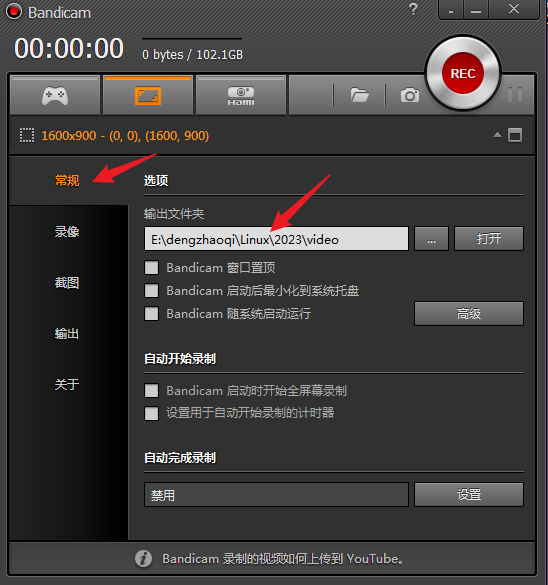 Bandicam
?
00:00:00
0 bytes / 102.1GB
REC
HDMI
1600x900 - (0, 0), (1600, 900)
常规
录像
截图
输出
关于
选项
输出文件夹
E:\dengzhaoqi\Linux\2023\video
...
打开
Bandicam 窗口置顶
Bandicam 启动后最小化到系统托盘
Bandicam 随系统启动运行
高级
自动开始录制
Bandicam 启动时开始全屏幕录制
设置用于自动开始录制的计时器
自动完成录制
禁用
设置
Bandicam 录制的视频如何上传到 YouTube。